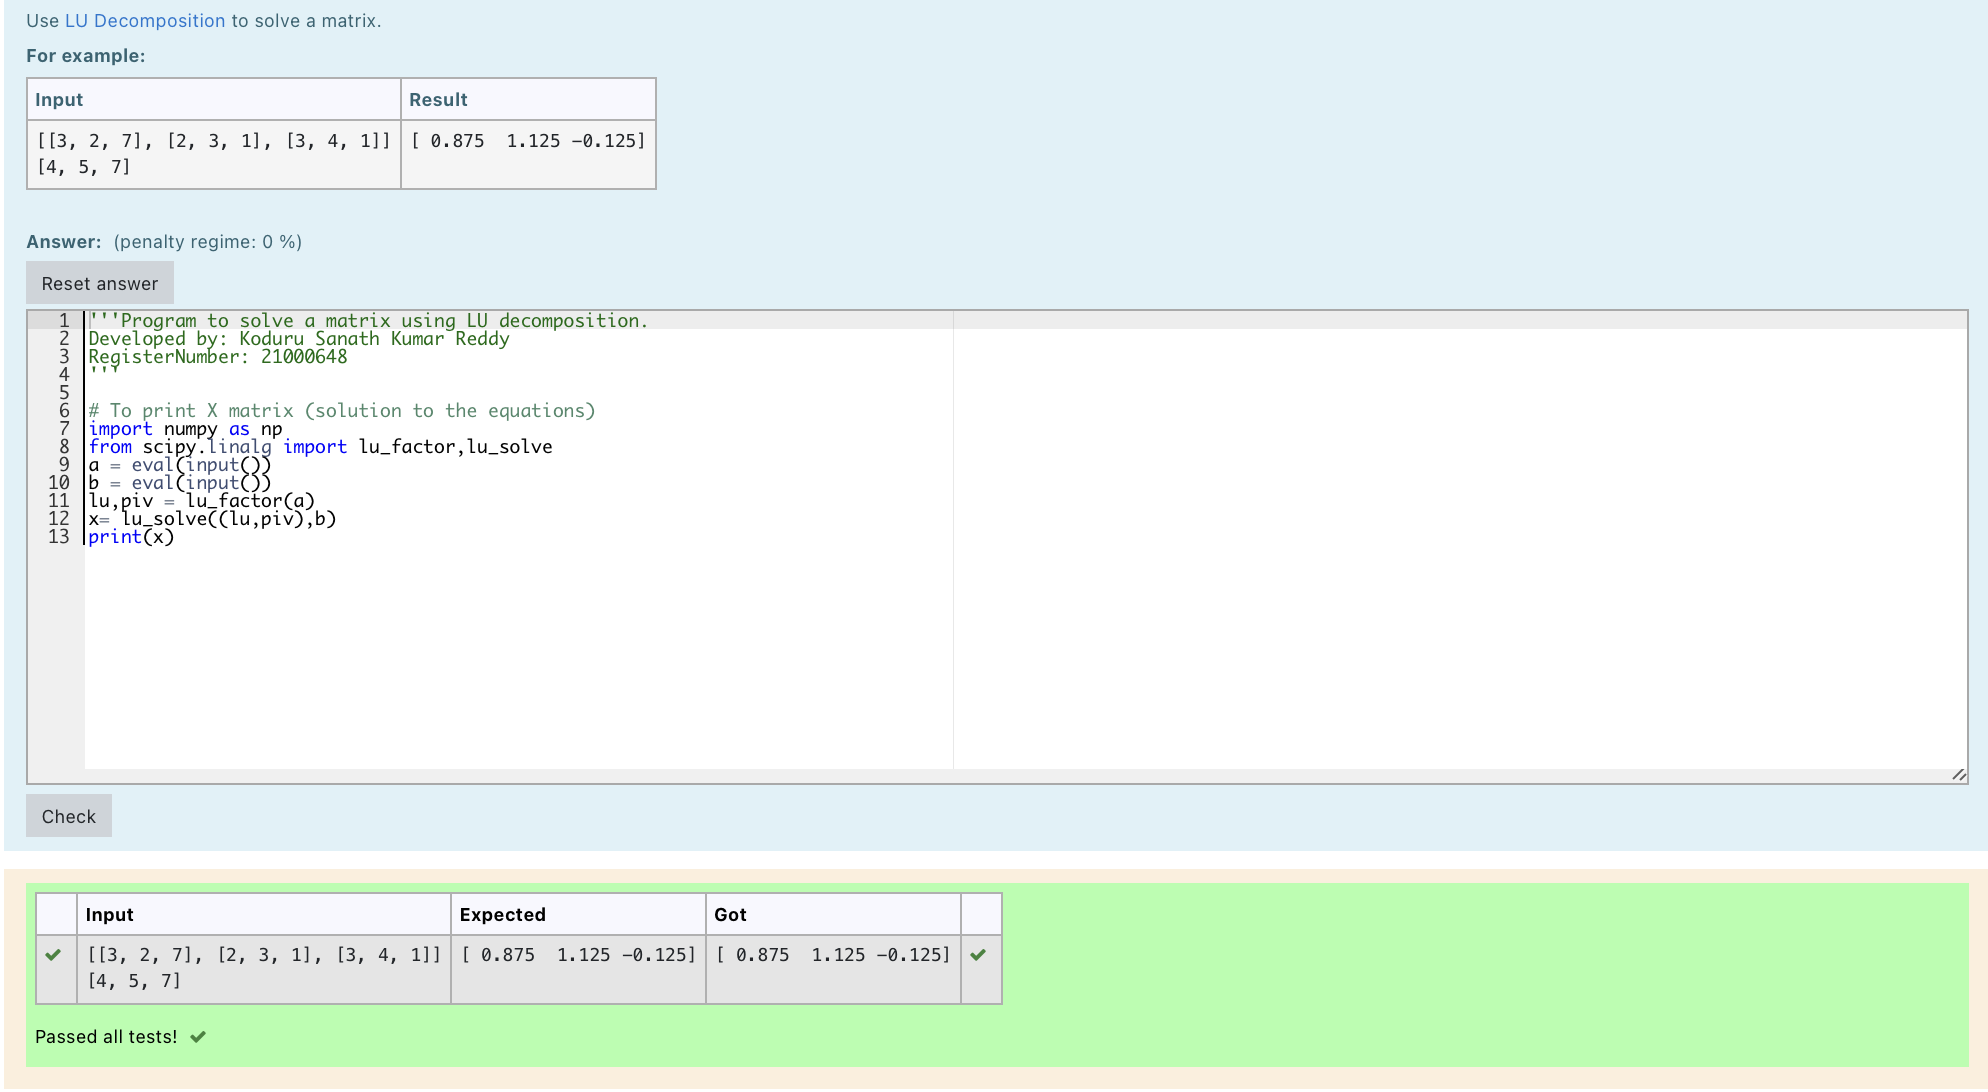 Use LU Decomposition to solve a matrix.
For example:
Input Result
[[3, 2, 7], [2, 3, 1], [3, 4, 1]] [ 0.875  1.125 -0.125]
[4, 5, 7]
Answer: (penalty regime: 0 %)
Reset answer
1 '''Program to solve a matrix using LU decomposition.
2 Developed by: Koduru Sanath Kumar Reddy
3 RegisterNumber: 21000648
4 '''
5
6 # To print X matrix (solution to the equations)
7 import numpy as np
8 from scipy.linalg import lu_factor,lu_solve
9 a = eval(input())
10 b = eval(input())
11 lu,piv = lu_factor(a)
12 x= lu_solve((lu,piv),b)
13 print(x)
Check
Input Expected Got
[[3, 2, 7], [2, 3, 1], [3, 4, 1]] [ 0.875  1.125 -0.125] [ 0.875  1.125 -0.125]
[4, 5, 7]
Passed all tests!